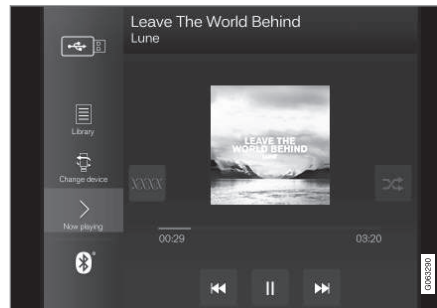 Leave The World Behind
Lune
Library
Change device
Now playing
LEAVE THE
WORLD BEHIND
LUNE
XXXX
00:29
03:20
G063290